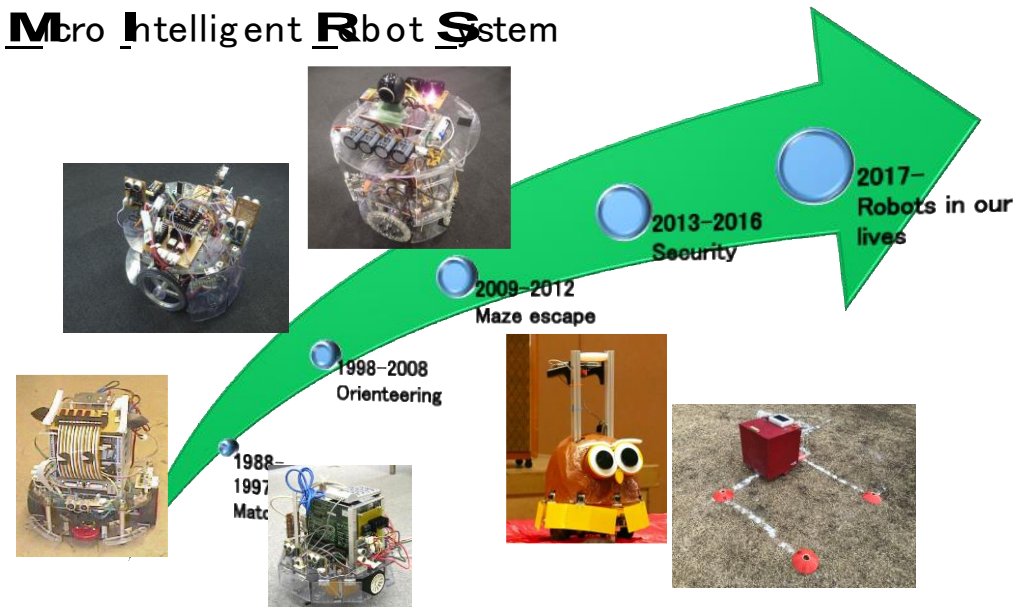 Micro Intelligent Robot System
2017-
Robots in our
lives
2013-2016
Security
2009-2012
Maze escape
1998-2008
Orienteering
1988-
1997